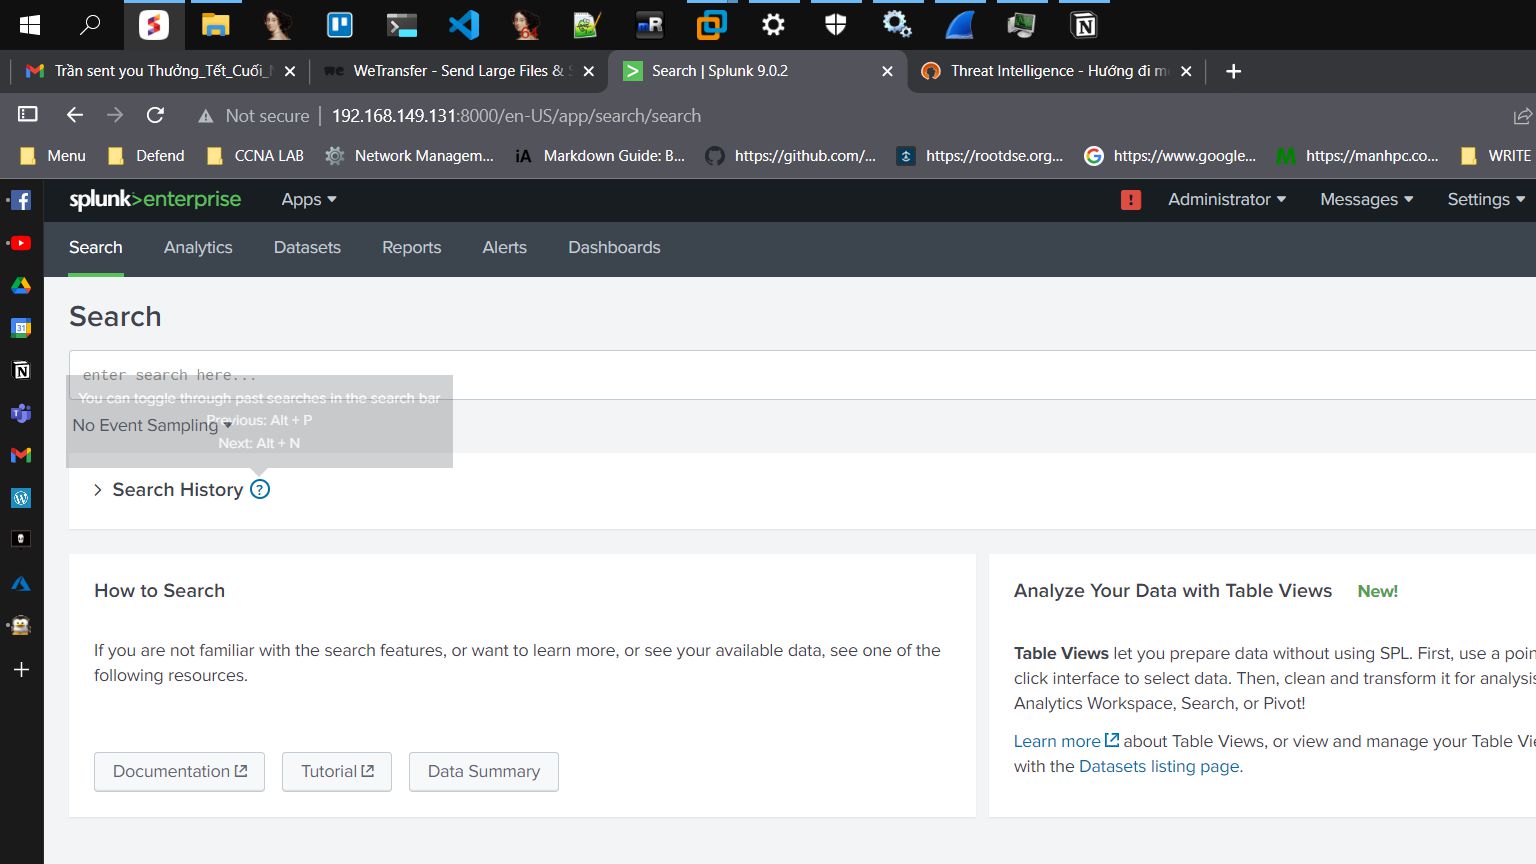 Trần sent you Thưởng_Tết_Cuối_
WeTransfer - Send Large Files &
Search | Splunk 9.0.2
Threat Intelligence - Hướng đi m
Not secure | 192.168.149.131:8000/en-US/app/search/search
Menu
Defend
CCNA LAB
Network Managem...
iA
Markdown Guide: B...
https://github.com/...
https://rootdse.org...
https://www.google...
https://manhpc.co...
WRITE
splunk>enterprise
Apps
Administrator
Messages
Settings
Search
Analytics
Datasets
Reports
Alerts
Dashboards
Search
enter search here...
You can toggle through past searches in the search bar
Previous: Alt + P
Next: Alt + N
No Event Sampling
Search History ?
How to Search
If you are not familiar with the search features, or want to learn more, or see your available data, see one of the
following resources.
Documentation
Tutorial
Data Summary
Analyze Your Data with Table Views New!
Table Views let you prepare data without using SPL. First, use a poin
click interface to select data. Then, clean and transform it for analysis
Analytics Workspace, Search, or Pivot!
Learn more about Table Views, or view and manage your Table Vie
with the Datasets listing page.